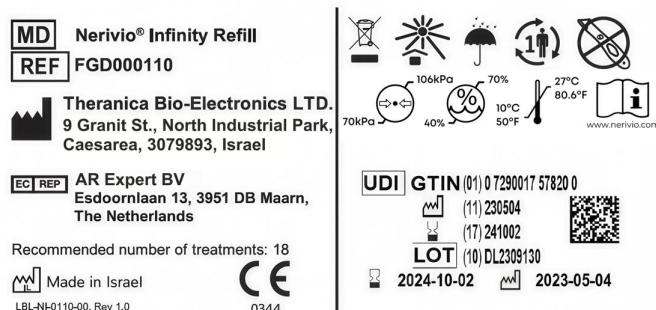 MD Nerivio® Infinity Refill
REF FGD000110
Theranica Bio-Electronics LTD.
9 Granit St., North Industrial Park,
Caesarea, 3079893, Israel
EC REP AR Expert BV
Esdoornlaan 13, 3951 DB Maarn,
The Netherlands
Recommended number of treatments: 18
IL Made in Israel
CE
0344
LBL-NI-0110-00, Rev 1.0
1
106kPa
70kPa
70%
%
40%
27°C
80.6°F
10°C
50°F
i
www.nerivio.com
UDI GTIN (01) 0 7290017 57820 0
(11) 230504
(17) 241002
LOT (10) DL2309130
2024-10-02 2023-05-04